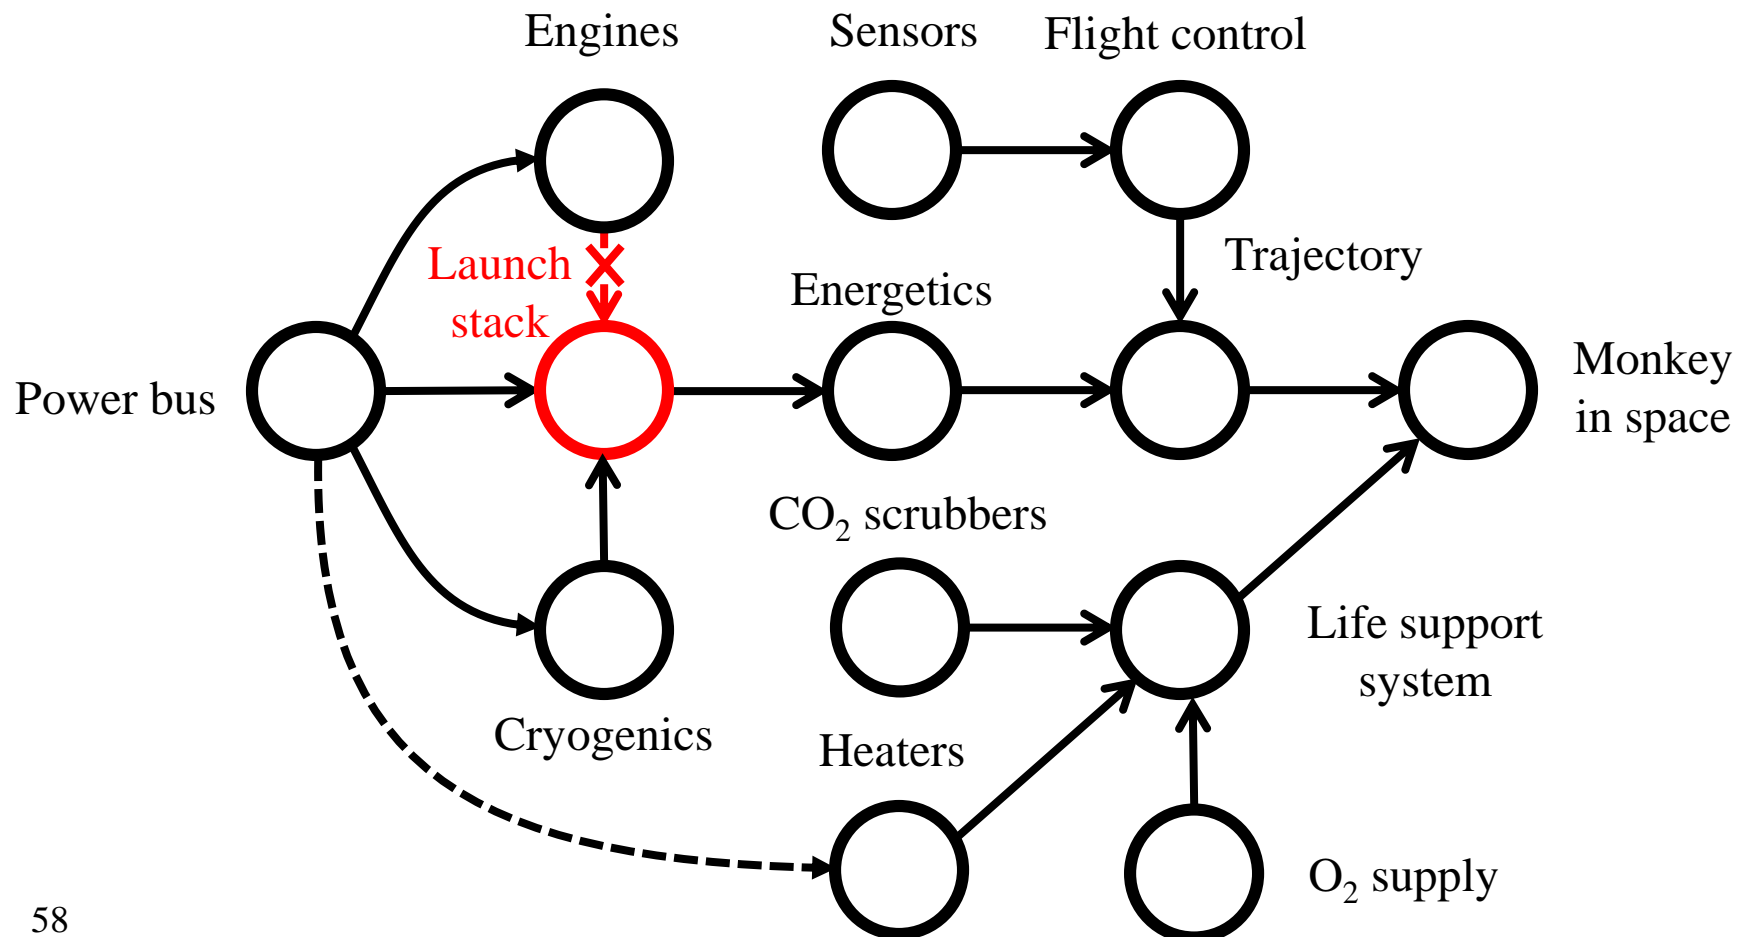 Engines
Sensors
Flight control
Launch
stack
Trajectory
Energetics
Power bus
Monkey
in space
CO₂ scrubbers
Life support
system
Cryogenics
Heaters
O₂ supply
58